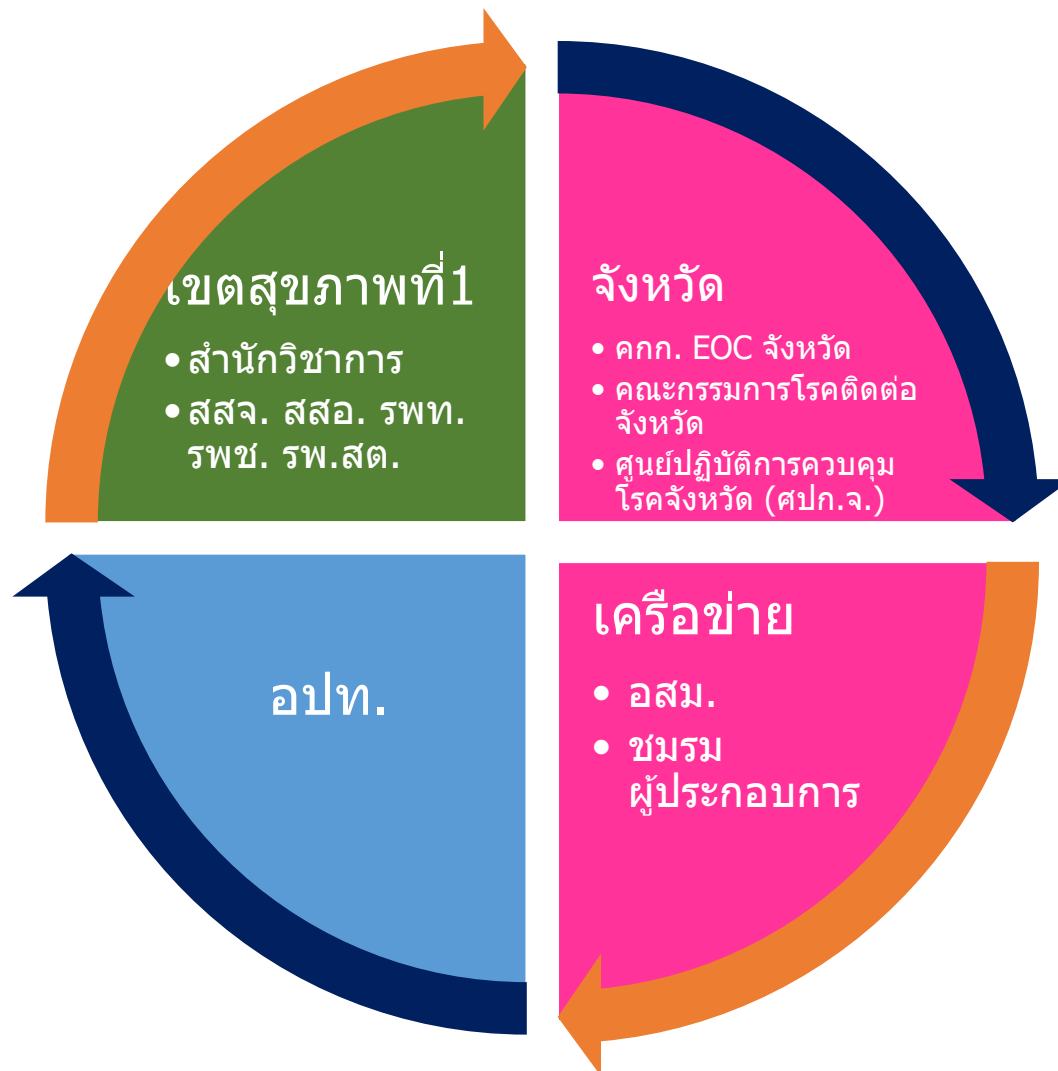 เขตสุขภาพที่1
• สำนักวิชาการ
• สสจ. สสอ. รพท.
รพช. รพ.สต.
จังหวัด
• คกก. EOC จังหวัด
• คณะกรรมการโรคติดต่อ
จังหวัด
• ศูนย์ปฏิบัติการควบคุม
โรคจังหวัด (ศปก.จ.)
อปท.
เครือข่าย
• อสม.
• ชมรม
ผู้ประกอบการ